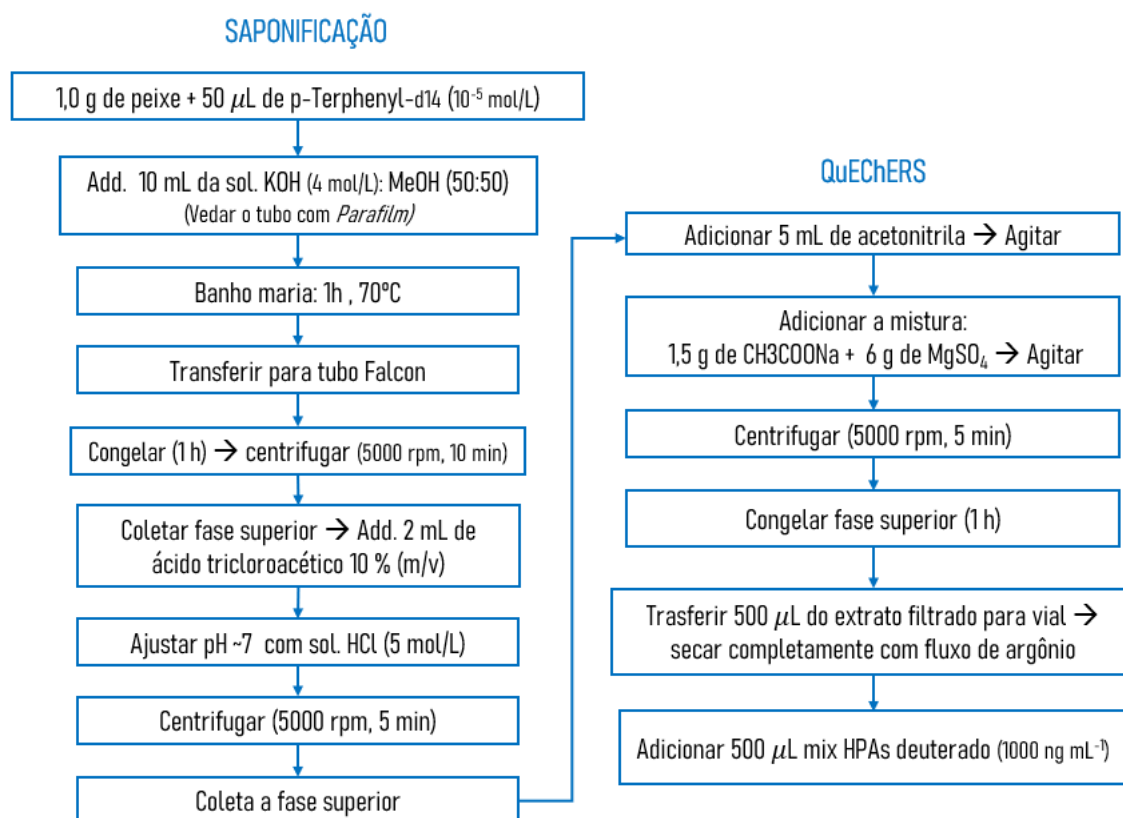 SAPONIFICAÇÃO
1,0 g de peixe + 50 μL de p-Terphenyl-d14 (10⁻⁵ mol/L)
Add. 10 mL da sol. KOH (4 mol/L): MeOH (50:50)
(Vedar o tubo com Parafilm)
Banho maria: 1h , 70ºC
Transferir para tubo Falcon
Congelar (1 h) → centrifugar (5000 rpm, 10 min)
Coletar fase superior → Add. 2 mL de
ácido tricloroacético 10 % (m/v)
Ajustar pH ~7 com sol. HCl (5 mol/L)
Centrifugar (5000 rpm, 5 min)
Coleta a fase superior
QuEChERS
Adicionar 5 mL de acetonitrila → Agitar
Adicionar a mistura:
1,5 g de CH3COONa + 6 g de MgSO₄ → Agitar
Centrifugar (5000 rpm, 5 min)
Congelar fase superior (1 h)
Trasferir 500 μL do extrato filtrado para vial →
secar completamente com fluxo de argônio
Adicionar 500 μL mix HPAs deuterado (1000 ng mL⁻¹)